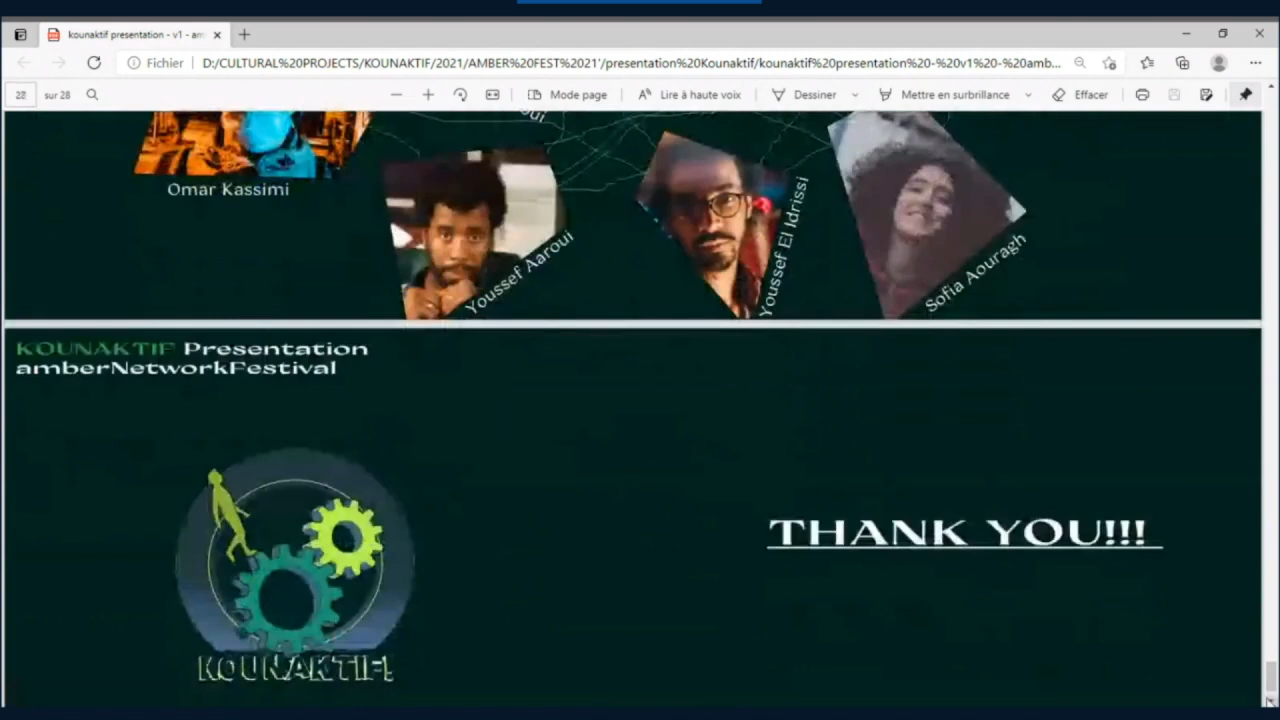 kounaktif presentation - v1 - am
Fichier
D:/CULTURAL%20PROJECTS/KOUNAKTIF/2021/AMBER%20FEST%2021'/presentation%20Kounaktif/kounaktif%20presentation%20-%20v1%20-%20amb...
22
sur 28
Mode page
Lire à haute voix
Dessiner
Mettre en surbrillance
Effacer
Omar Kassimi
Youssef Aaroui
Youssef El Idrissi
Sofia Aouragh
KOUNAKTIF Presentation
amberNetworkFestival
KOUNAKTIF!
THANK YOU!!!